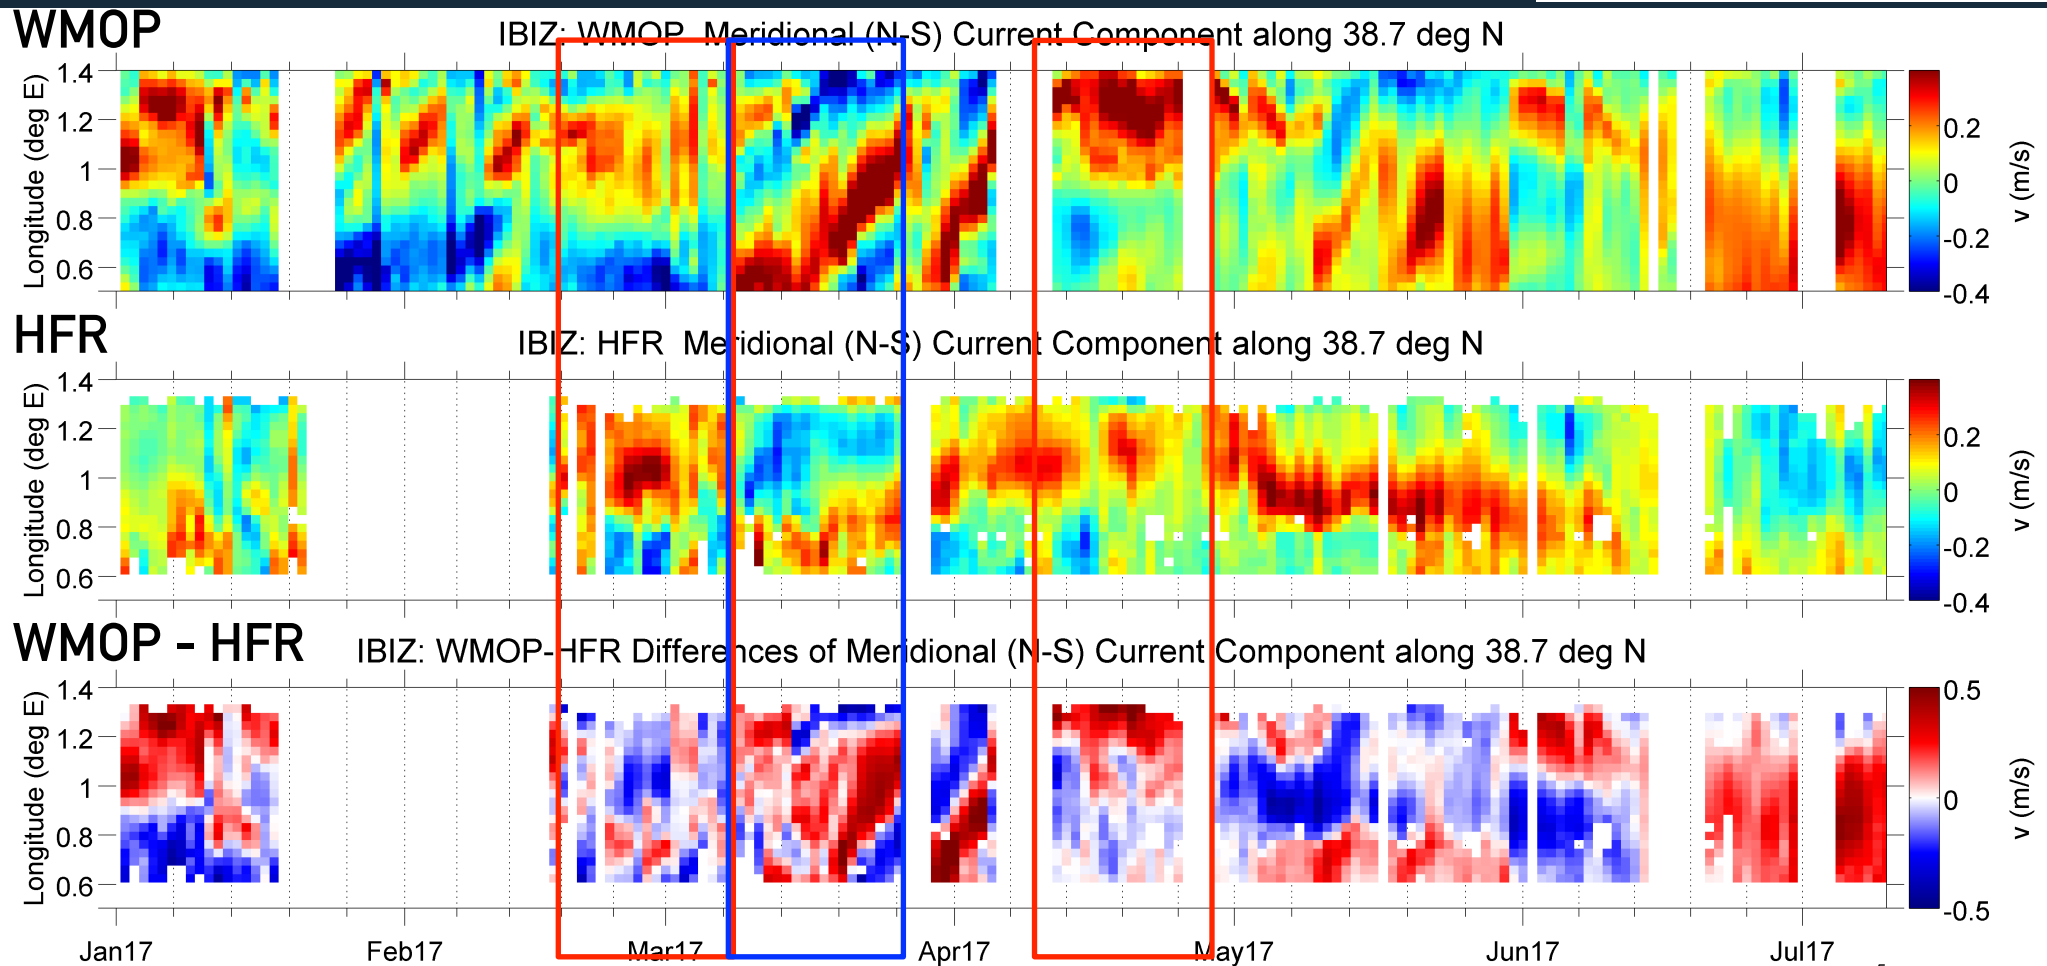 WMOP
IBIZ: WMOP  Meridional (N-S) Current Component along 38.7 deg N
Longitude (deg E)
1.4
1.2
1
0.8
0.6
0.2
0
-0.2
-0.4
v (m/s)
HFR
IBIZ: HFR  Meridional (N-S) Current Component along 38.7 deg N
Longitude (deg E)
1.4
1.2
1
0.8
0.6
0.2
0
-0.2
-0.4
v (m/s)
WMOP - HFR
IBIZ: WMOP-HFR Differences of Meridional (N-S) Current Component along 38.7 deg N
Longitude (deg E)
1.4
1.2
1
0.8
0.6
0.5
0
-0.5
v (m/s)
Jan17 Feb17 Mar17 Apr17 May17 Jun17 Jul17